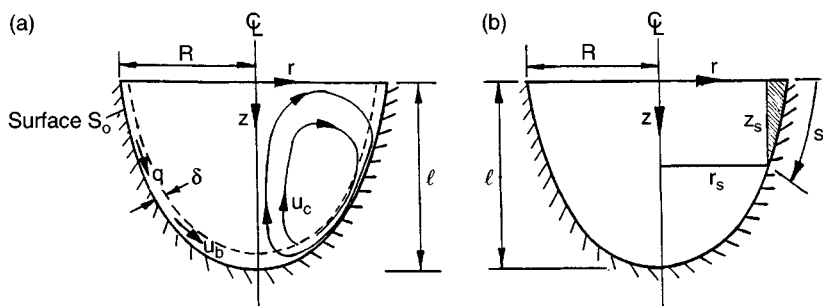 (a)
℄
R
r
Surface S₀
z
ℓ
q
δ
u_c
u_b
(b)
℄
R
r
z
z_s
s
ℓ
r_s